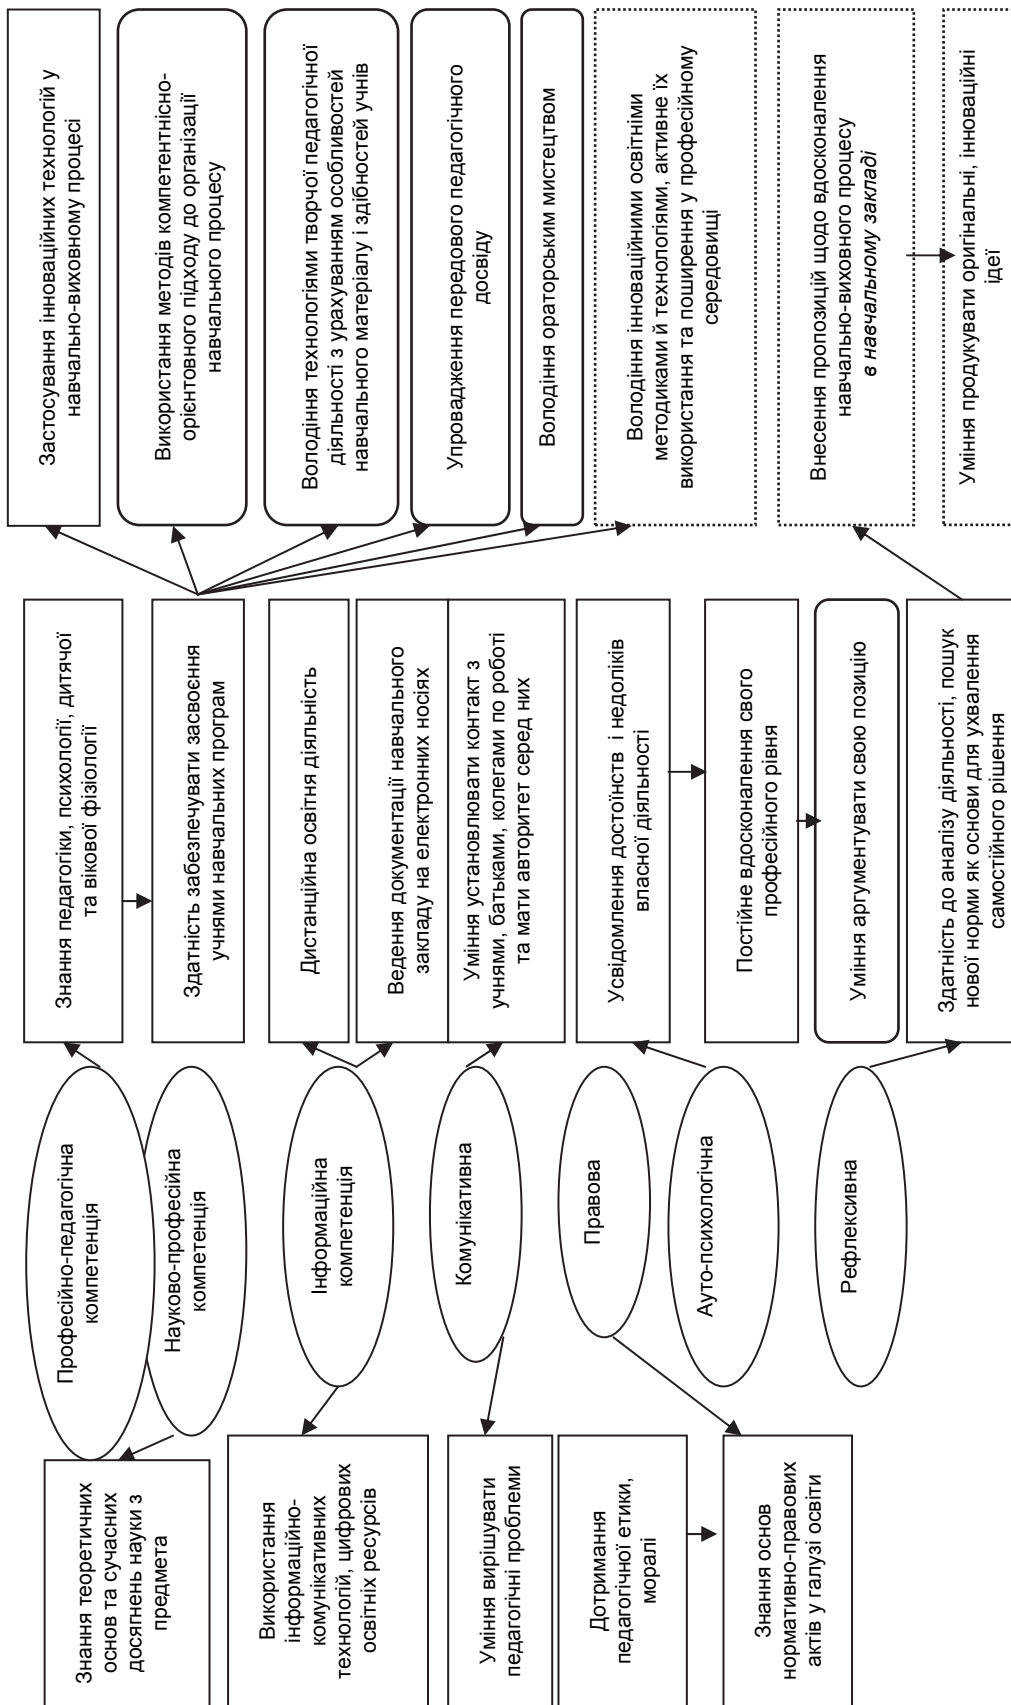 Знання теоретичних
основ та сучасних
досягнень науки з
предмета
Використання
інформаційно-
комунікативних
технологій, цифрових
освітніх ресурсів
Уміння вирішувати
педагогічні проблеми
Дотримання
педагогічної етики,
моралі
Знання основ
нормативно-правових
актів у галузі освіти
Професійно-педагогічна
компетенція
Науково-професійна
компетенція
Інформаційна
компетенція
Комунікативна
Правова
Ауто-психологічна
Рефлексивна
Знання педагогіки, психології, дитячої
та вікової фізіології
Здатність забезпечувати засвоєння
учнями навчальних програм
Дистанційна освітня діяльність
Ведення документації навчального
закладу на електронних носіях
Уміння установлювати контакт з
учнями, батьками, колегами по роботі
та мати авторитет серед них
Усвідомлення достоїнств і недоліків
власної діяльності
Постійне вдосконалення свого
професійного рівня
Уміння аргументувати свою позицію
Здатність до аналізу діяльності, пошук
нової норми як основи для ухвалення
самостійного рішення
Застосування інноваційних технологій у
навчально-виховному процесі
Використання методів компетентнісно-
орієнтовного підходу до організації
навчального процесу
Володіння технологіями творчої педагогічної
діяльності з урахуванням особливостей
навчального матеріалу і здібностей учнів
Упровадження передового педагогічного
досвіду
Володіння ораторським мистецтвом
Володіння інноваційними освітніми
методиками й технологіями, активне їх
використання та поширення у професійному
середовищі
Внесення пропозицій щодо вдосконалення
навчально-виховного процесу
в навчальному закладі
Уміння продукувати оригінальні, інноваційні
ідеї